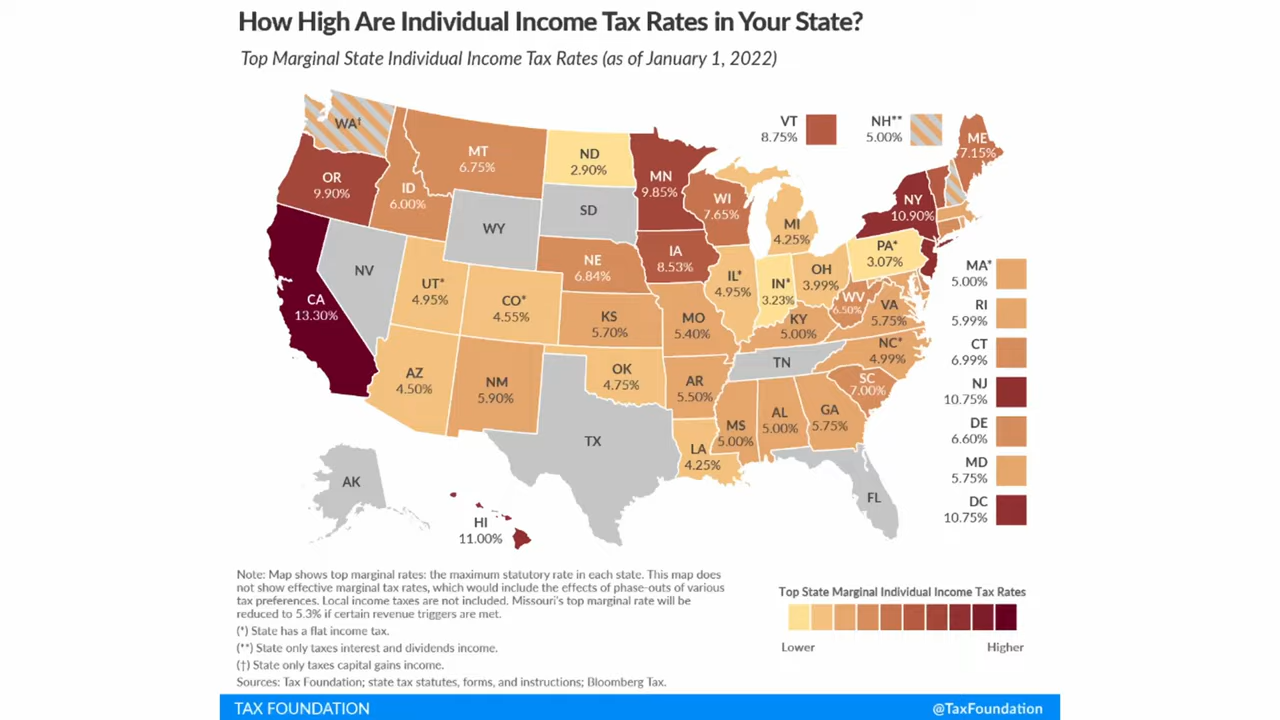 How High Are Individual Income Tax Rates in Your State?
Top Marginal State Individual Income Tax Rates (as of January 1, 2022)
WA†
OR
9.90%
CA
13.30%
ID
6.00%
MT
6.75%
NV
UT*
4.95%
AZ
4.50%
WY
CO*
4.55%
NM
5.90%
ND
2.90%
SD
NE
6.84%
KS
5.70%
OK
4.75%
TX
MN
9.85%
IA
8.53%
MO
5.40%
AR
5.50%
LA
4.25%
WI
7.65%
IL*
4.95%
MI
4.25%
IN*
3.23%
OH
3.99%
KY
5.00%
TN
MS
5.00%
AL
5.00%
GA
5.75%
FL
SC
7.00%
NC*
4.99%
VA
5.75%
WV
6.50%
PA*
3.07%
NY
10.90%
ME
7.15%
VT
8.75%
NH**
5.00%
MA*
5.00%
RI
5.99%
CT
6.99%
NJ
10.75%
DE
6.60%
MD
5.75%
DC
10.75%
AK
HI
11.00%
Note: Map shows top marginal rates: the maximum statutory rate in each state. This map does
not show effective marginal tax rates, which would include the effects of phase-outs of various
tax preferences. Local income taxes are not included. Missouri's top marginal rate will be
reduced to 5.3% if certain revenue triggers are met.
(*) State has a flat income tax.
(**) State only taxes interest and dividends income.
(†) State only taxes capital gains income.
Sources: Tax Foundation; state tax statutes, forms, and instructions; Bloomberg Tax.
Top State Marginal Individual Income Tax Rates
Lower Higher
TAX FOUNDATION @TaxFoundation